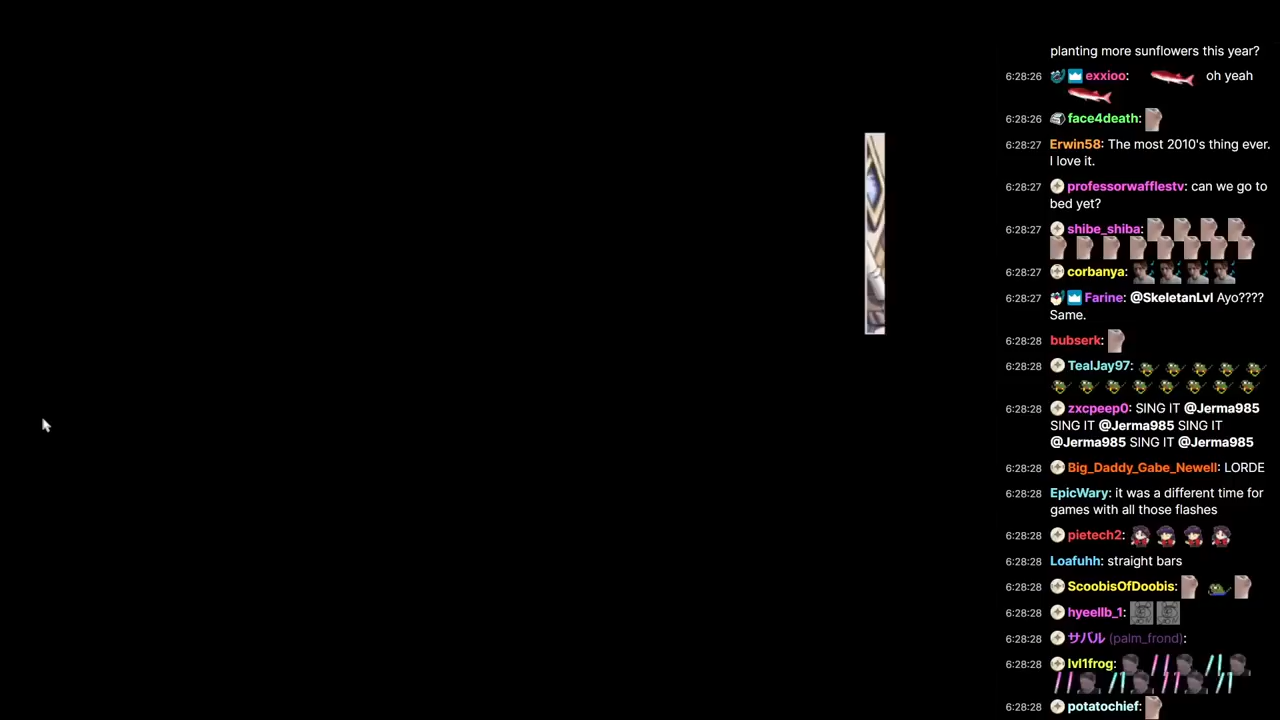 planting more sunflowers this year?
6:28:26 exxioo: oh yeah
6:28:26 face4death:
6:28:27 Erwin58: The most 2010's thing ever.
I love it.
6:28:27 professorwafflestv: can we go to
bed yet?
6:28:27 shibe_shiba:
6:28:27 corbanya:
6:28:27 Farine: @SkeletanLvl Ayo????
Same.
6:28:28 bubserk:
6:28:28 TealJay97:
6:28:28 zxcpeep0: SING IT @Jerma985
SING IT @Jerma985 SING IT
@Jerma985 SING IT @Jerma985
6:28:28 Big_Daddy_Gabe_Newell: LORDE
6:28:28 EpicWary: it was a different time for
games with all those flashes
6:28:28 pietech2:
6:28:28 Loafuhh: straight bars
6:28:28 ScoobisOfDoobis:
6:28:28 hyeellb_1:
6:28:28 サバル (palm_frond):
6:28:28 lvl1frog:
6:28:28 potatochief: